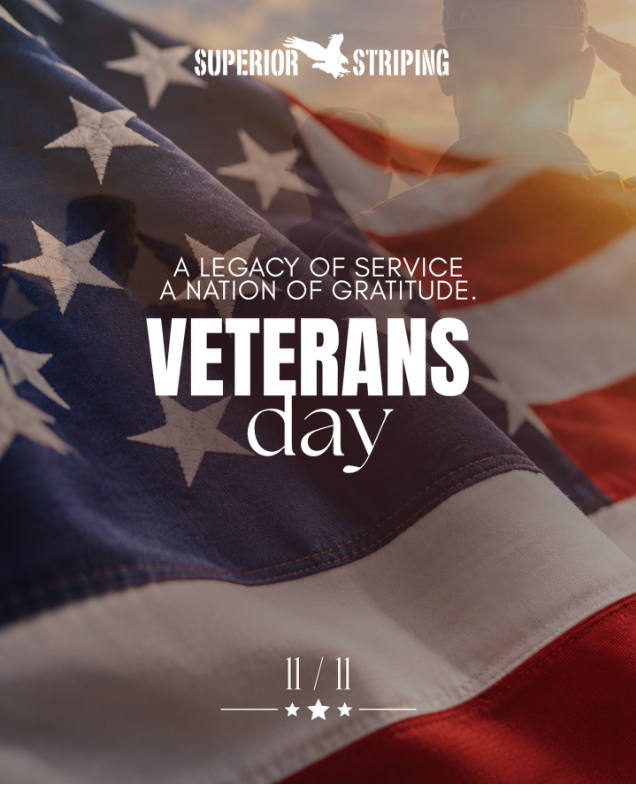 SUPERIOR STRIPING
A LEGACY OF SERVICE
A NATION OF GRATITUDE.
VETERANS
day
11 / 11